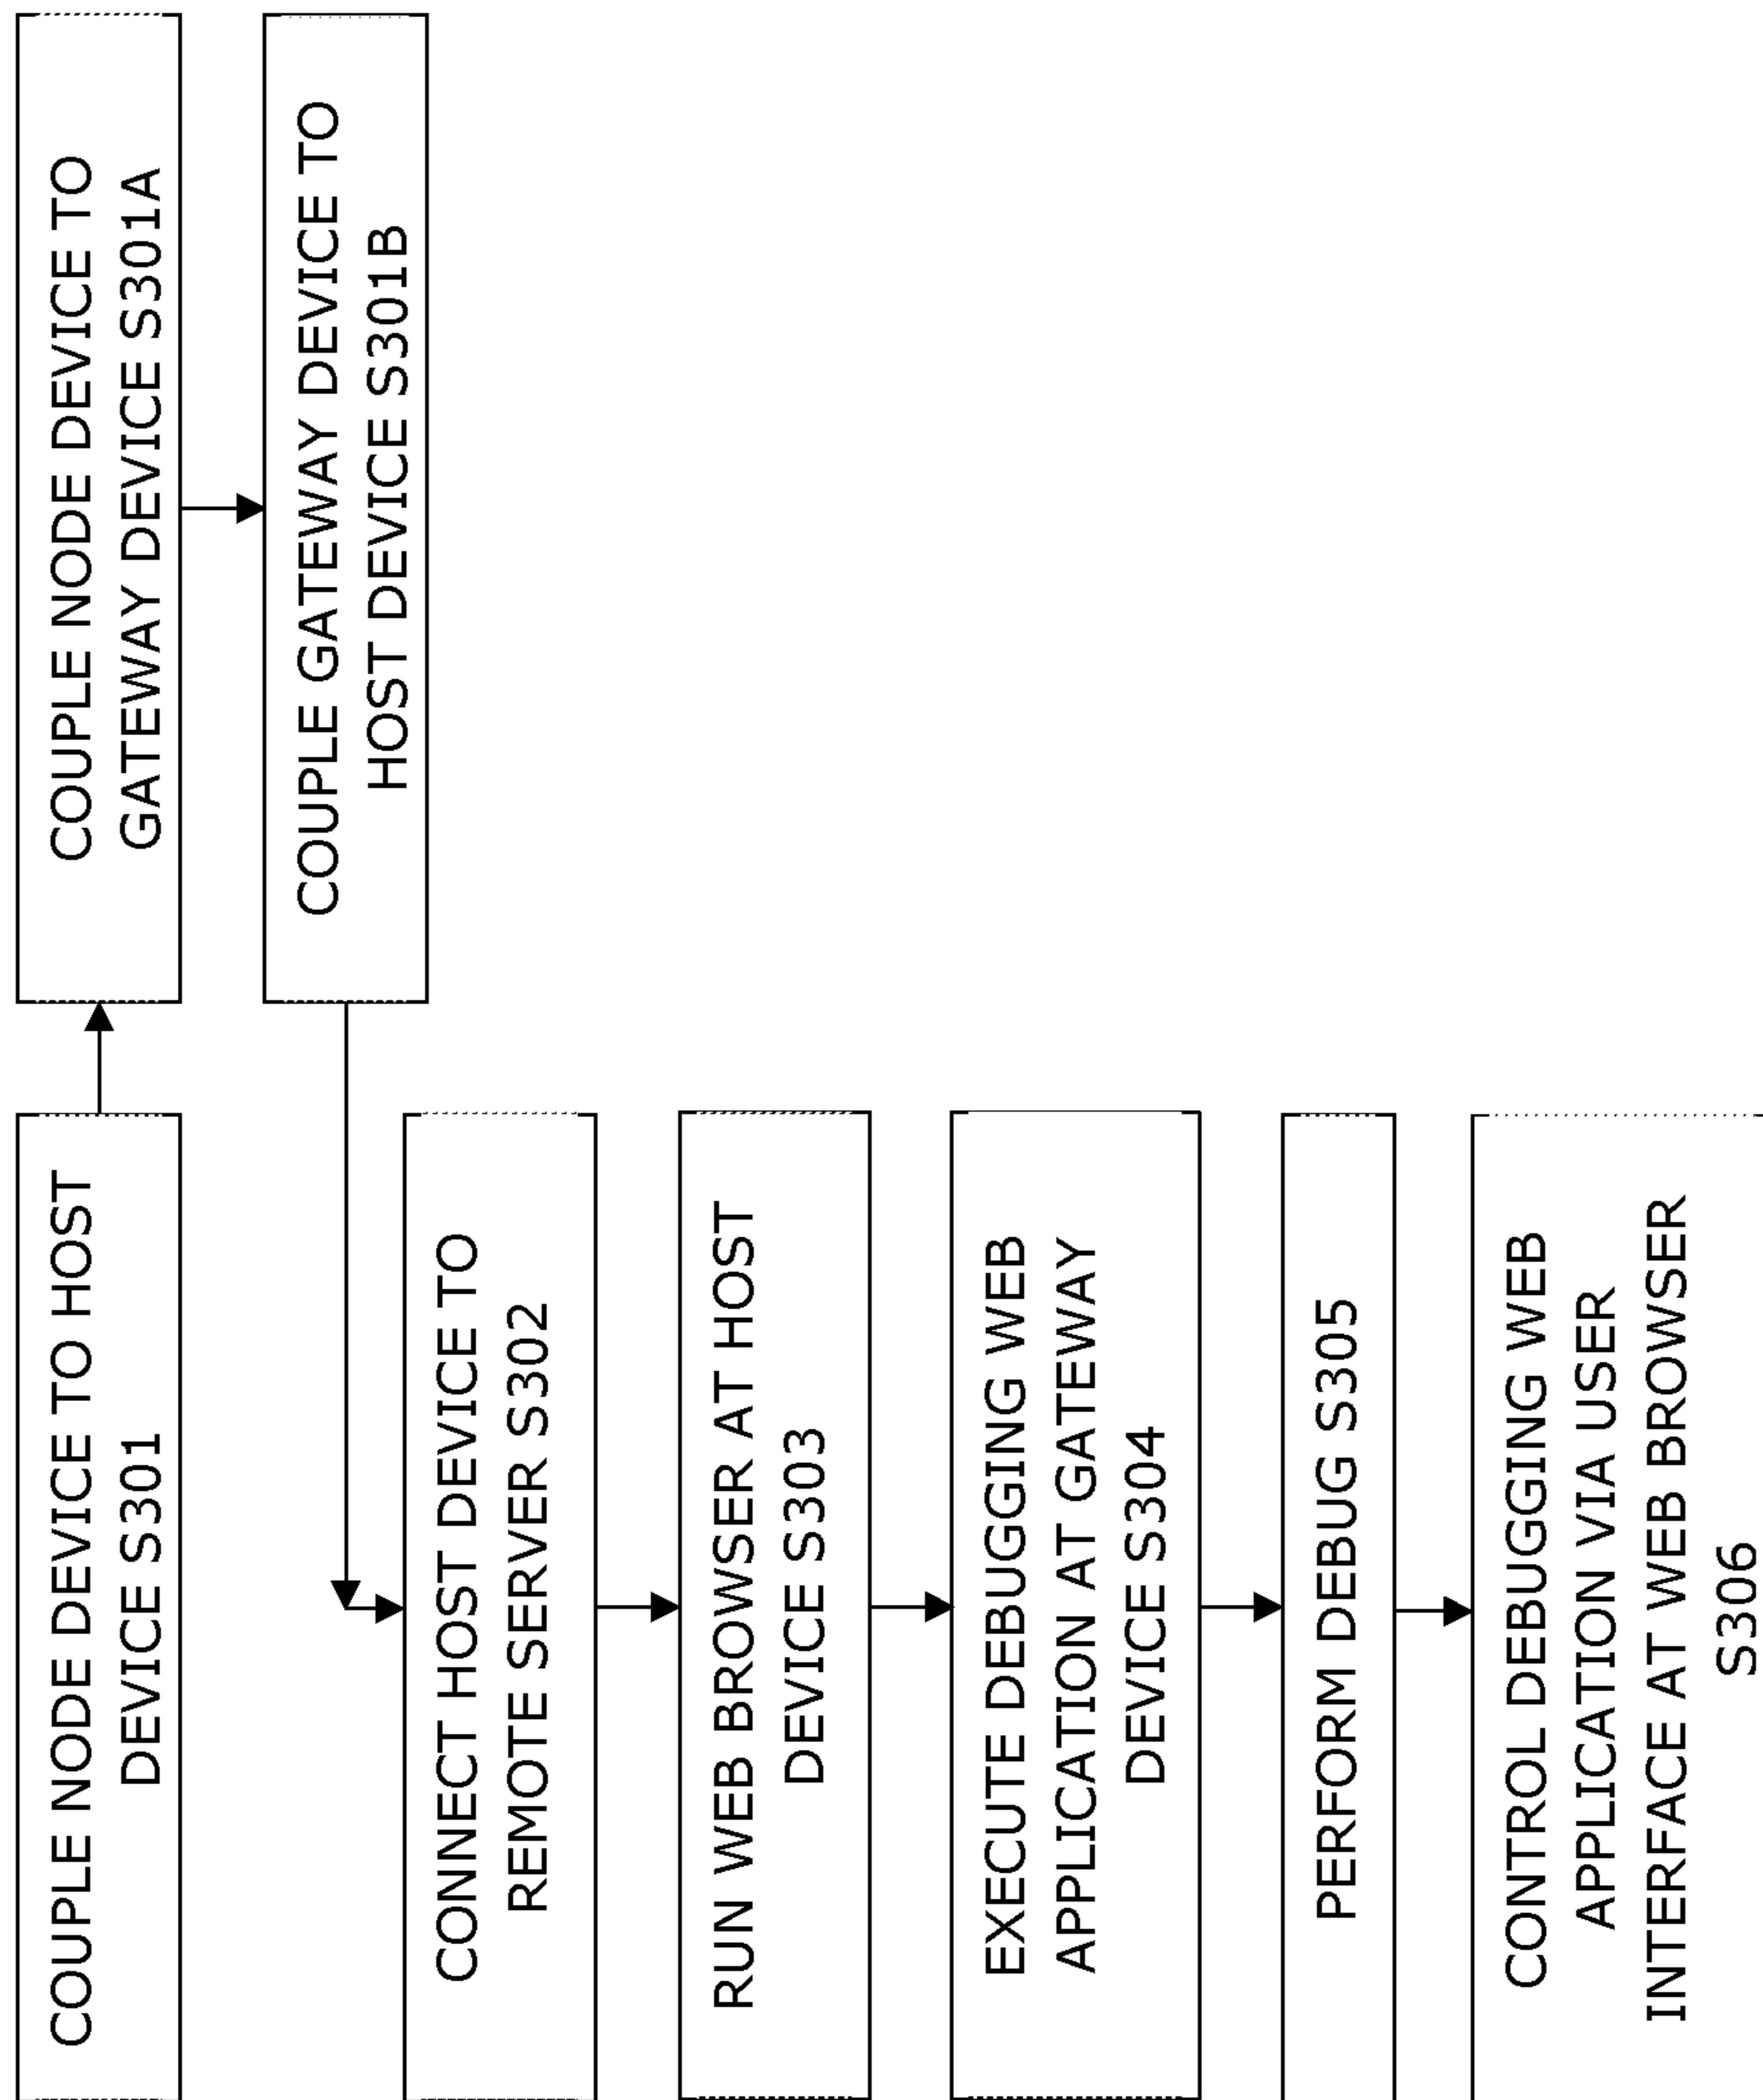 COUPLE NODE DEVICE TO HOST
DEVICE S301
COUPLE NODE DEVICE TO
GATEWAY DEVICE S301A
COUPLE GATEWAY DEVICE TO
HOST DEVICE S301B
CONNECT HOST DEVICE TO
REMOTE SERVER S302
RUN WEB BROWSER AT HOST
DEVICE S303
EXECUTE DEBUGGING WEB
APPLICATION AT GATEWAY
DEVICE S304
PERFORM DEBUG S305
CONTROL DEBUGGING WEB
APPLICATION VIA USER
INTERFACE AT WEB BROWSER
S306